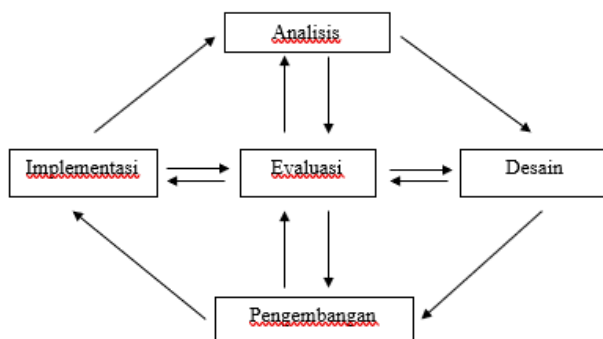 Analisis
Implementasi
Evaluasi
Desain
Pengembangan